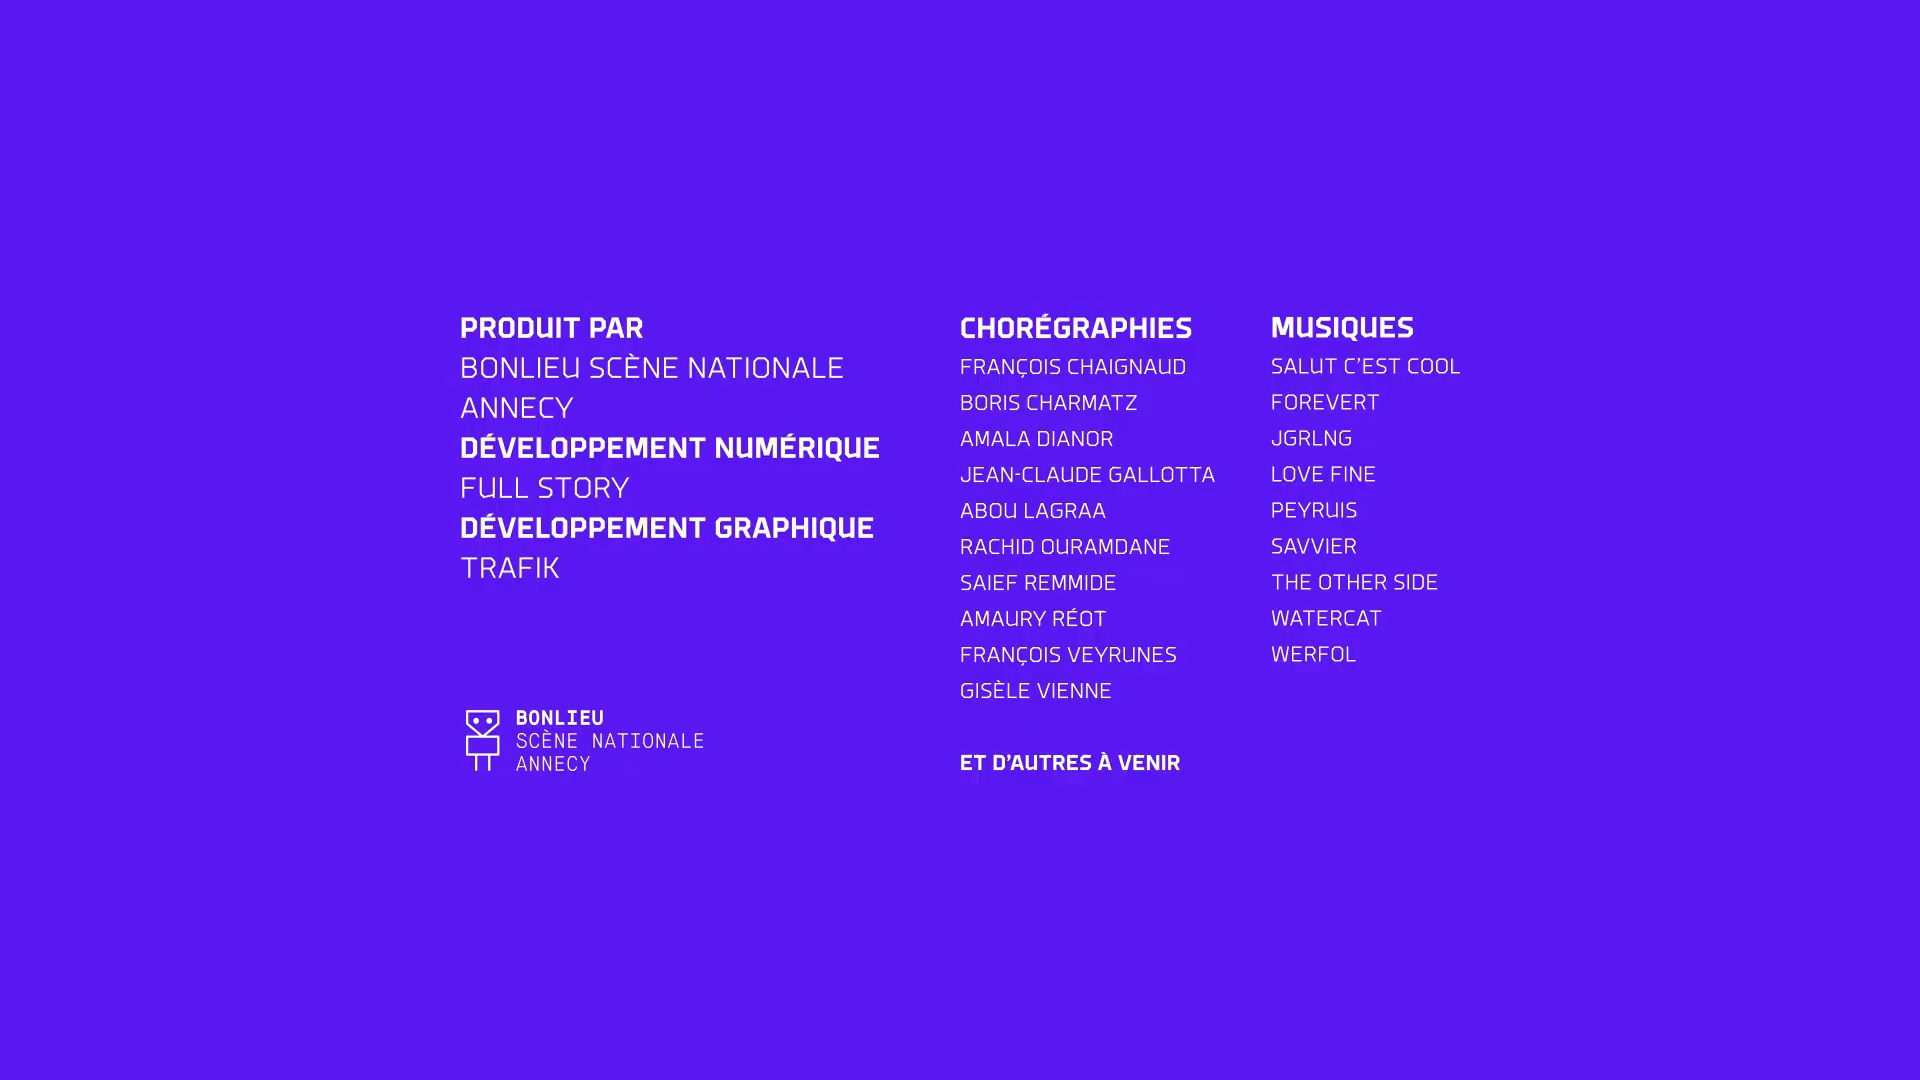 PRODUIT PAR
BONLIEU SCÈNE NATIONALE
ANNECY
DÉVELOPPEMENT NUMÉRIQUE
FULL STORY
DÉVELOPPEMENT GRAPHIQUE
TRAFIK
BONLIEU
SCÈNE NATIONALE
ANNECY
CHORÉGRAPHIES
FRANÇOIS CHAIGNAUD
BORIS CHARMATZ
AMALA DIANOR
JEAN-CLAUDE GALLOTTA
ABOU LAGRAA
RACHID OURAMDANE
SAIEF REMMIDE
AMAURY RÉOT
FRANÇOIS VEYRUNES
GISÈLE VIENNE
ET D’AUTRES À VENIR
MUSIQUES
SALUT C’EST COOL
FOREVERT
JGRLNG
LOVE FINE
PEYRUIS
SAVVIER
THE OTHER SIDE
WATERCAT
WERFOL